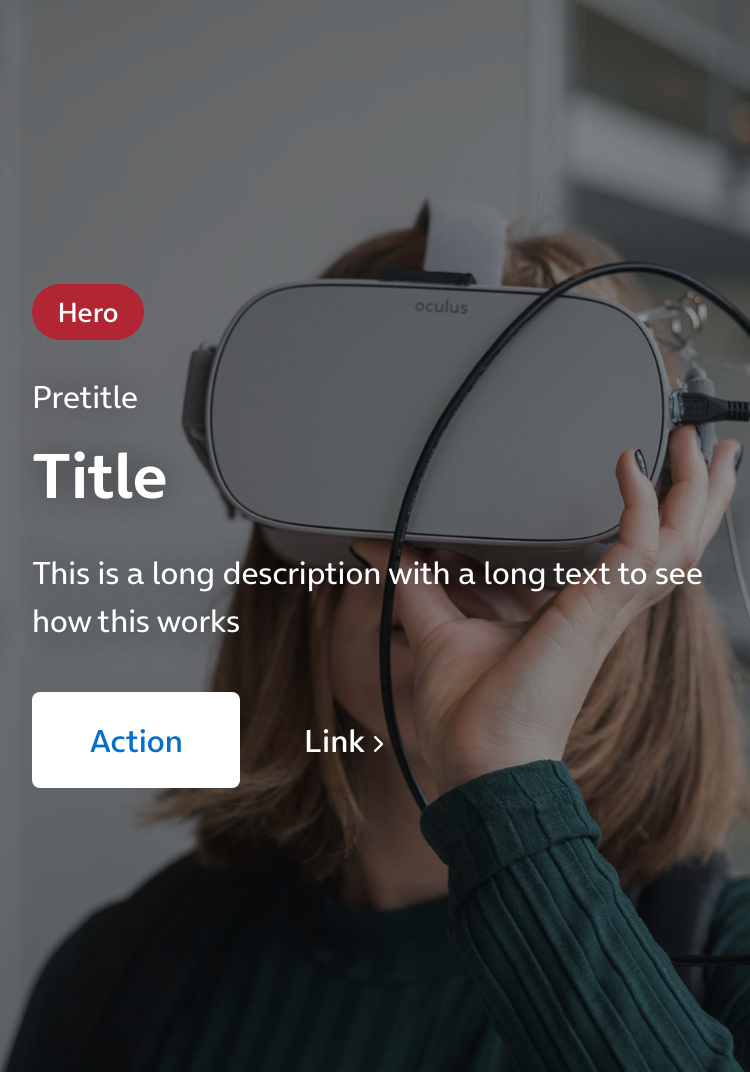 Hero
oculus
Pretitle
Title
This is a long description with a long text to see
how this works
Action
Link >